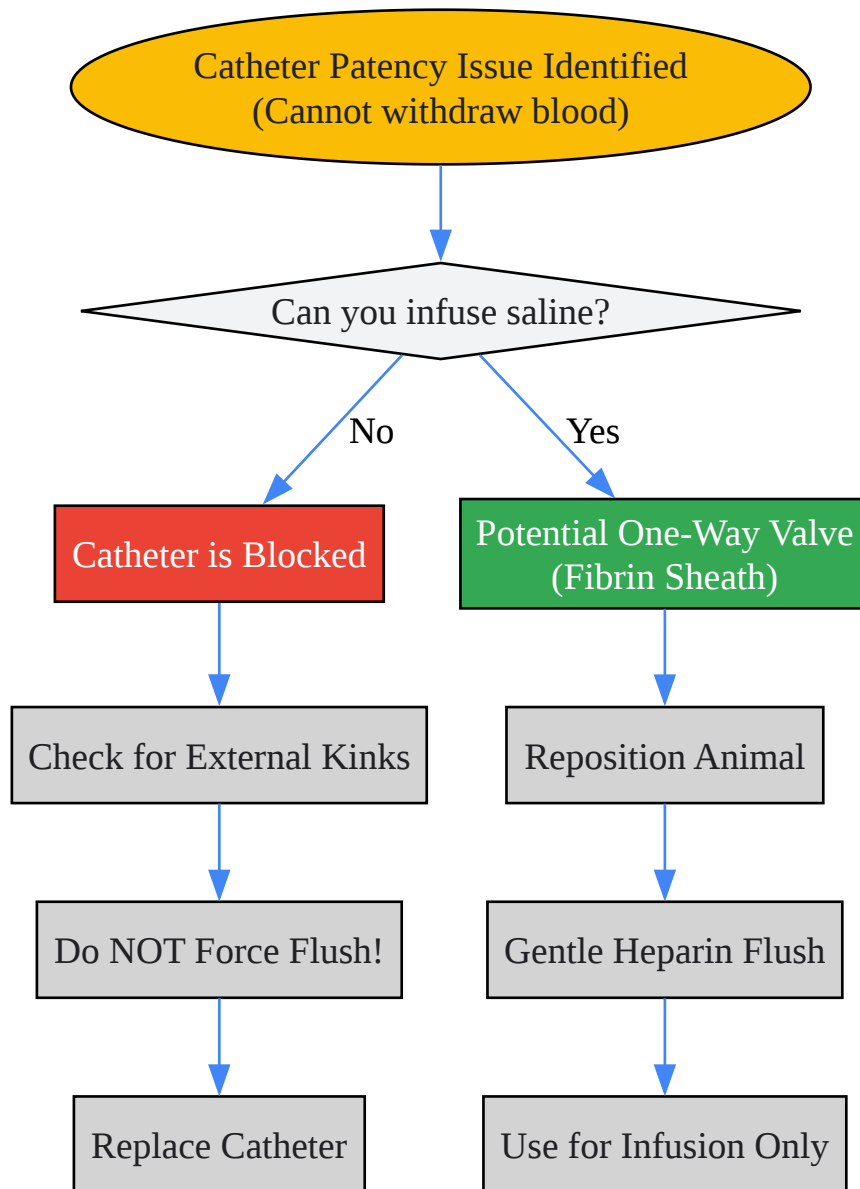 Catheter Patency Issue Identified
(Cannot withdraw blood)
Can you infuse saline?
No
Yes
Catheter is Blocked
Potential One-Way Valve
(Fibrin Sheath)
Check for External Kinks
Reposition Animal
Do NOT Force Flush!
Gentle Heparin Flush
Replace Catheter
Use for Infusion Only